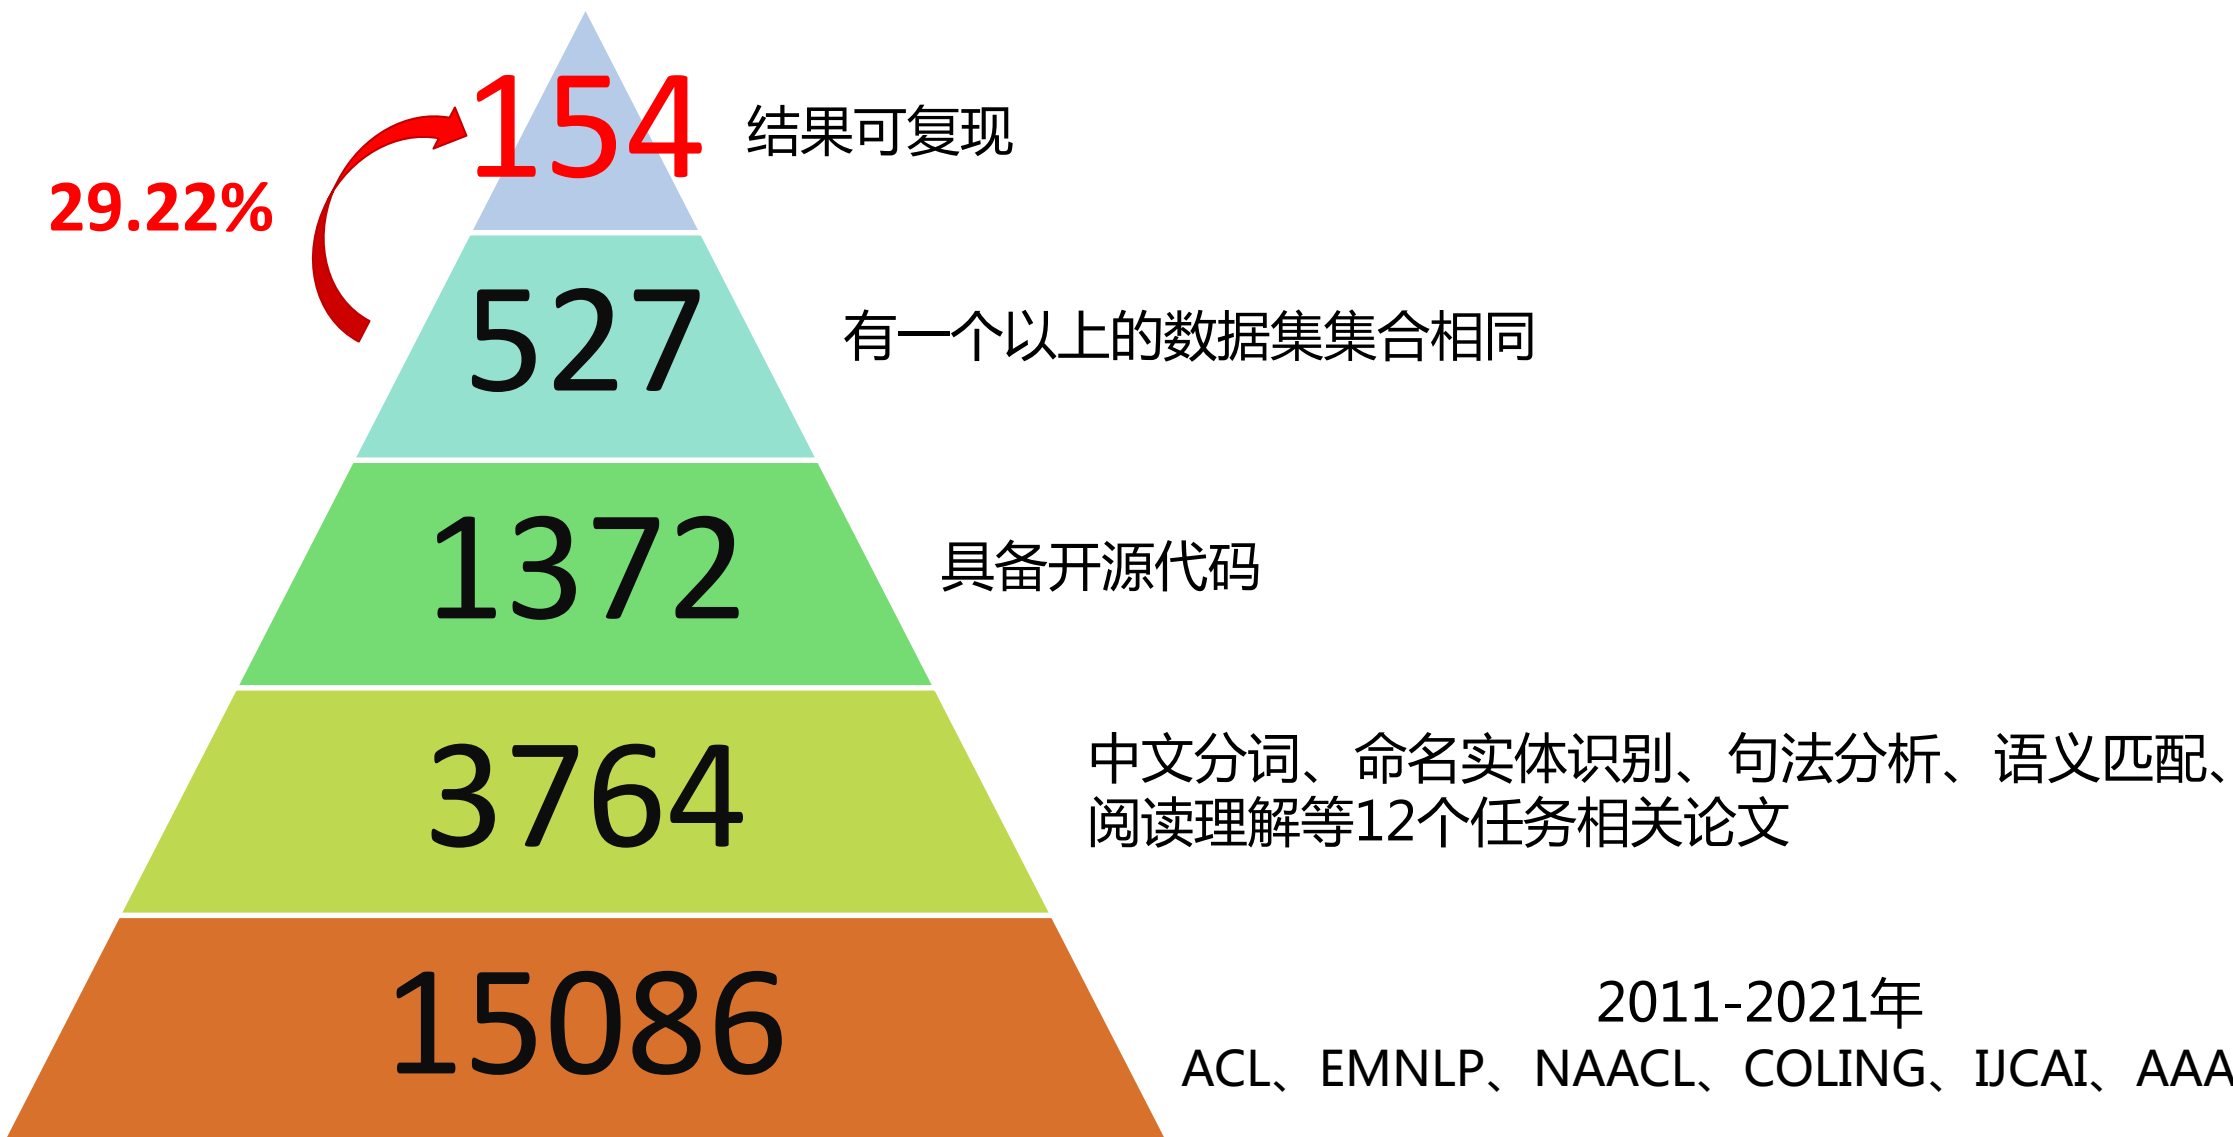 154
结果可复现
29.22%
527
有一个以上的数据集集合相同
1372
具备开源代码
3764
中文分词、命名实体识别、句法分析、语义匹配、
阅读理解等12个任务相关论文
15086
2011-2021年
ACL、EMNLP、NAACL、COLING、IJCAI、AAA